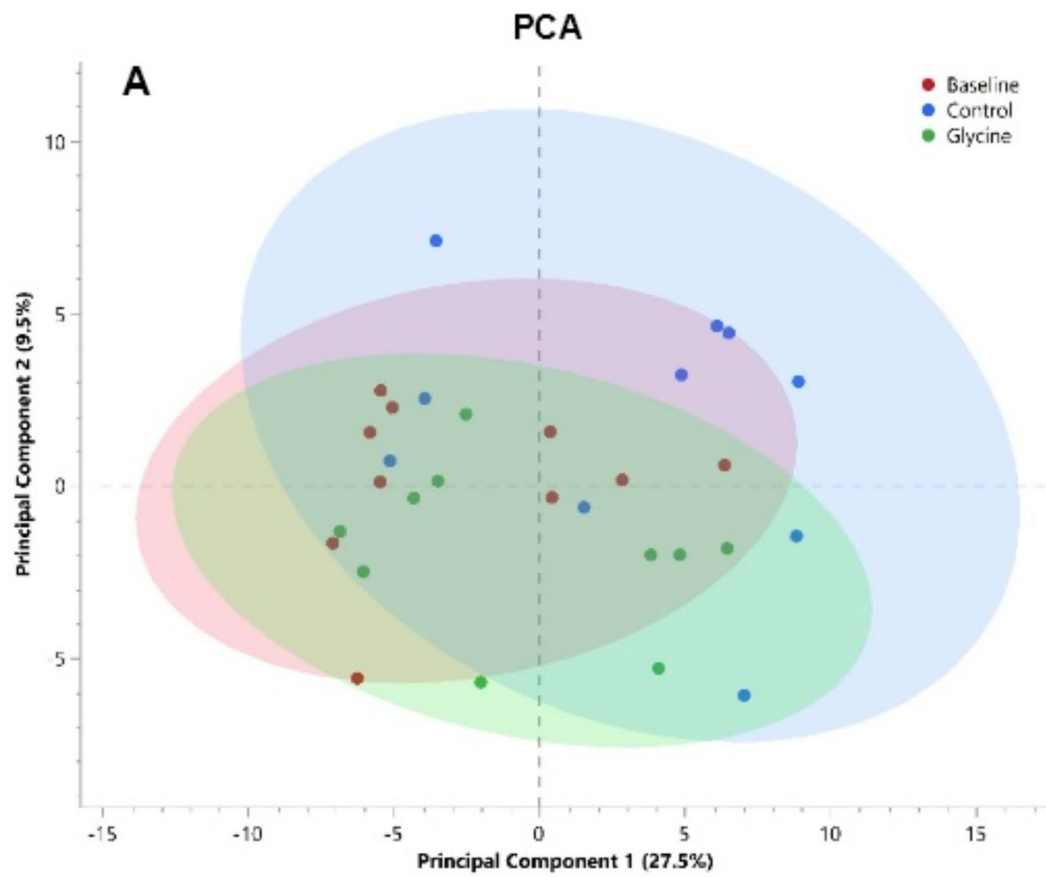 PCA
A
Baseline
Control
Glycine
Principal Component 2 (9.5%)
10
5
0
-5
-15 -10 -5 0 5 10 15
Principal Component 1 (27.5%)